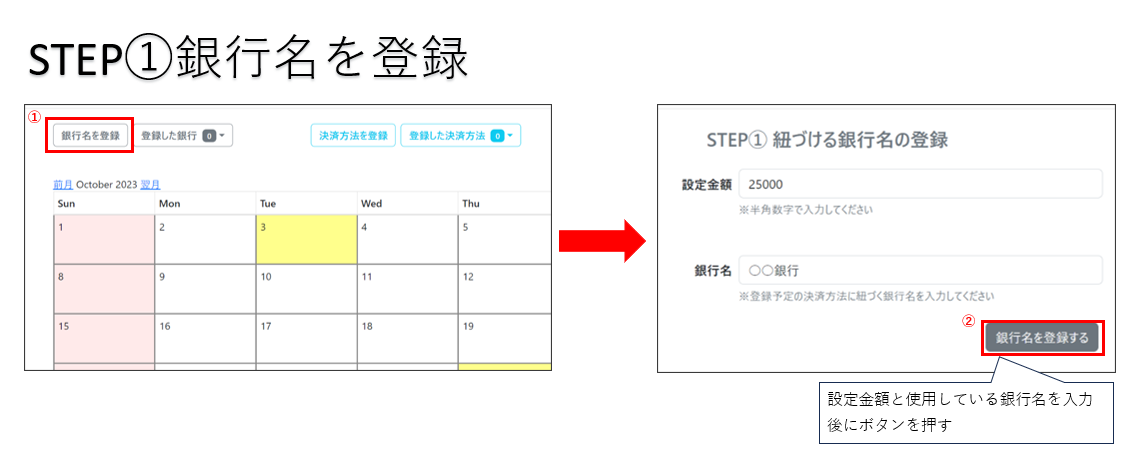 STEP①銀行名を登録
①
銀行名を登録 登録した銀行 0 決済方法を登録 登録した決済方法 0
前月 October 2023 翌月
Sun Mon Tue Wed Thu
1 2 3 4 5
8 9 10 11 12
15 16 17 18 19
STEP① 紐づける銀行名の登録
設定金額 25000
※半角数字で入力してください
銀行名 〇〇銀行
※登録予定の決済方法に紐づく銀行名を入力してください
②
銀行名を登録する
設定金額と使用している銀行名を入力
後にボタンを押す